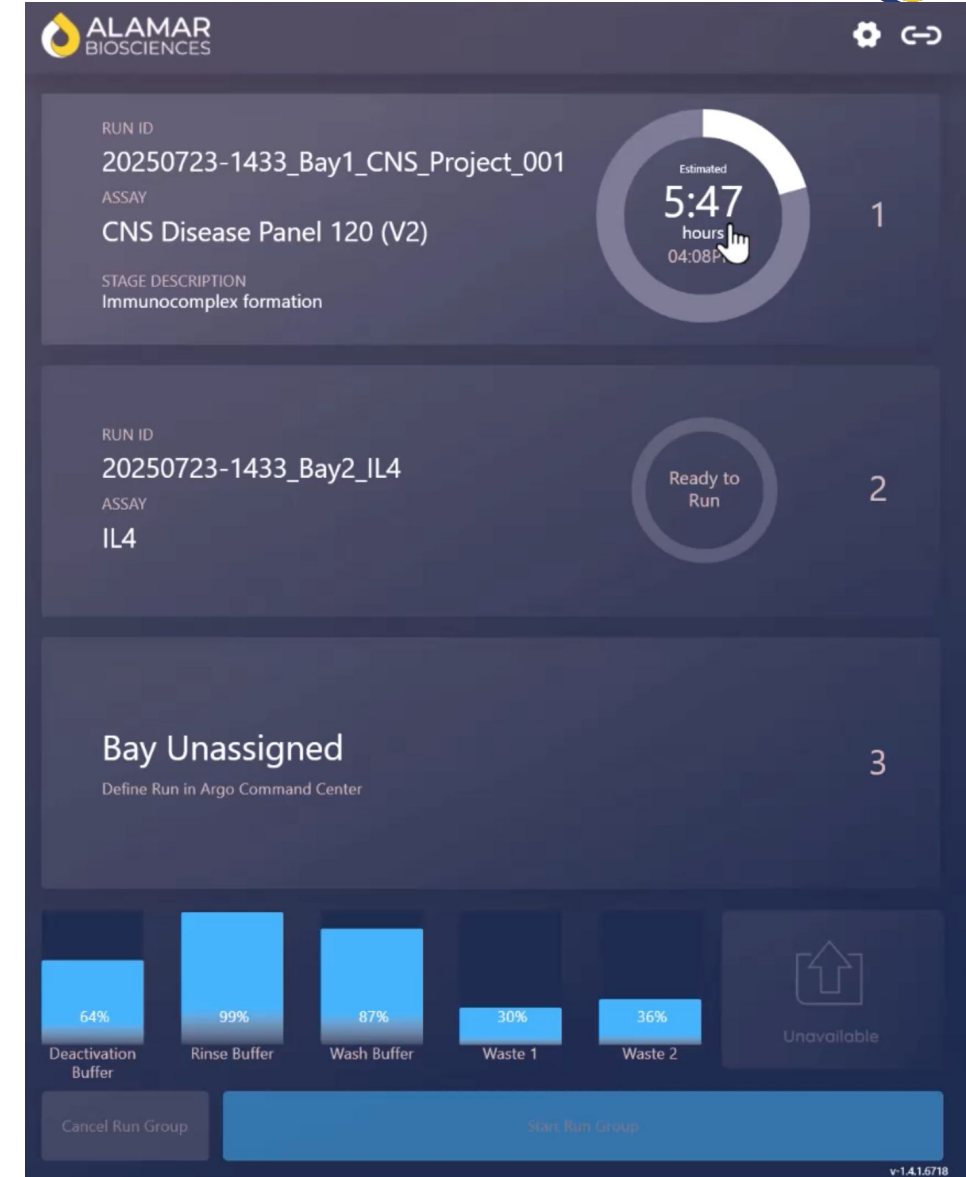 ALAMAR
BIOSCIENCES
RUN ID
20250723-1433_Bay1_CNS_Project_001
ASSAY
CNS Disease Panel 120 (V2)
STAGE DESCRIPTION
Immunocomplex formation
Estimated
5:47
hours
04:08P
1
RUN ID
20250723-1433_Bay2_IL4
ASSAY
IL4
Ready to
Run
2
Bay Unassigned
Define Run in Argo Command Center
3
64%
Deactivation
Buffer
99%
Rinse Buffer
87%
Wash Buffer
30%
Waste 1
36%
Waste 2
Unavailable
Cancel Run Group
Start Run Group
v-1.4.1.6718